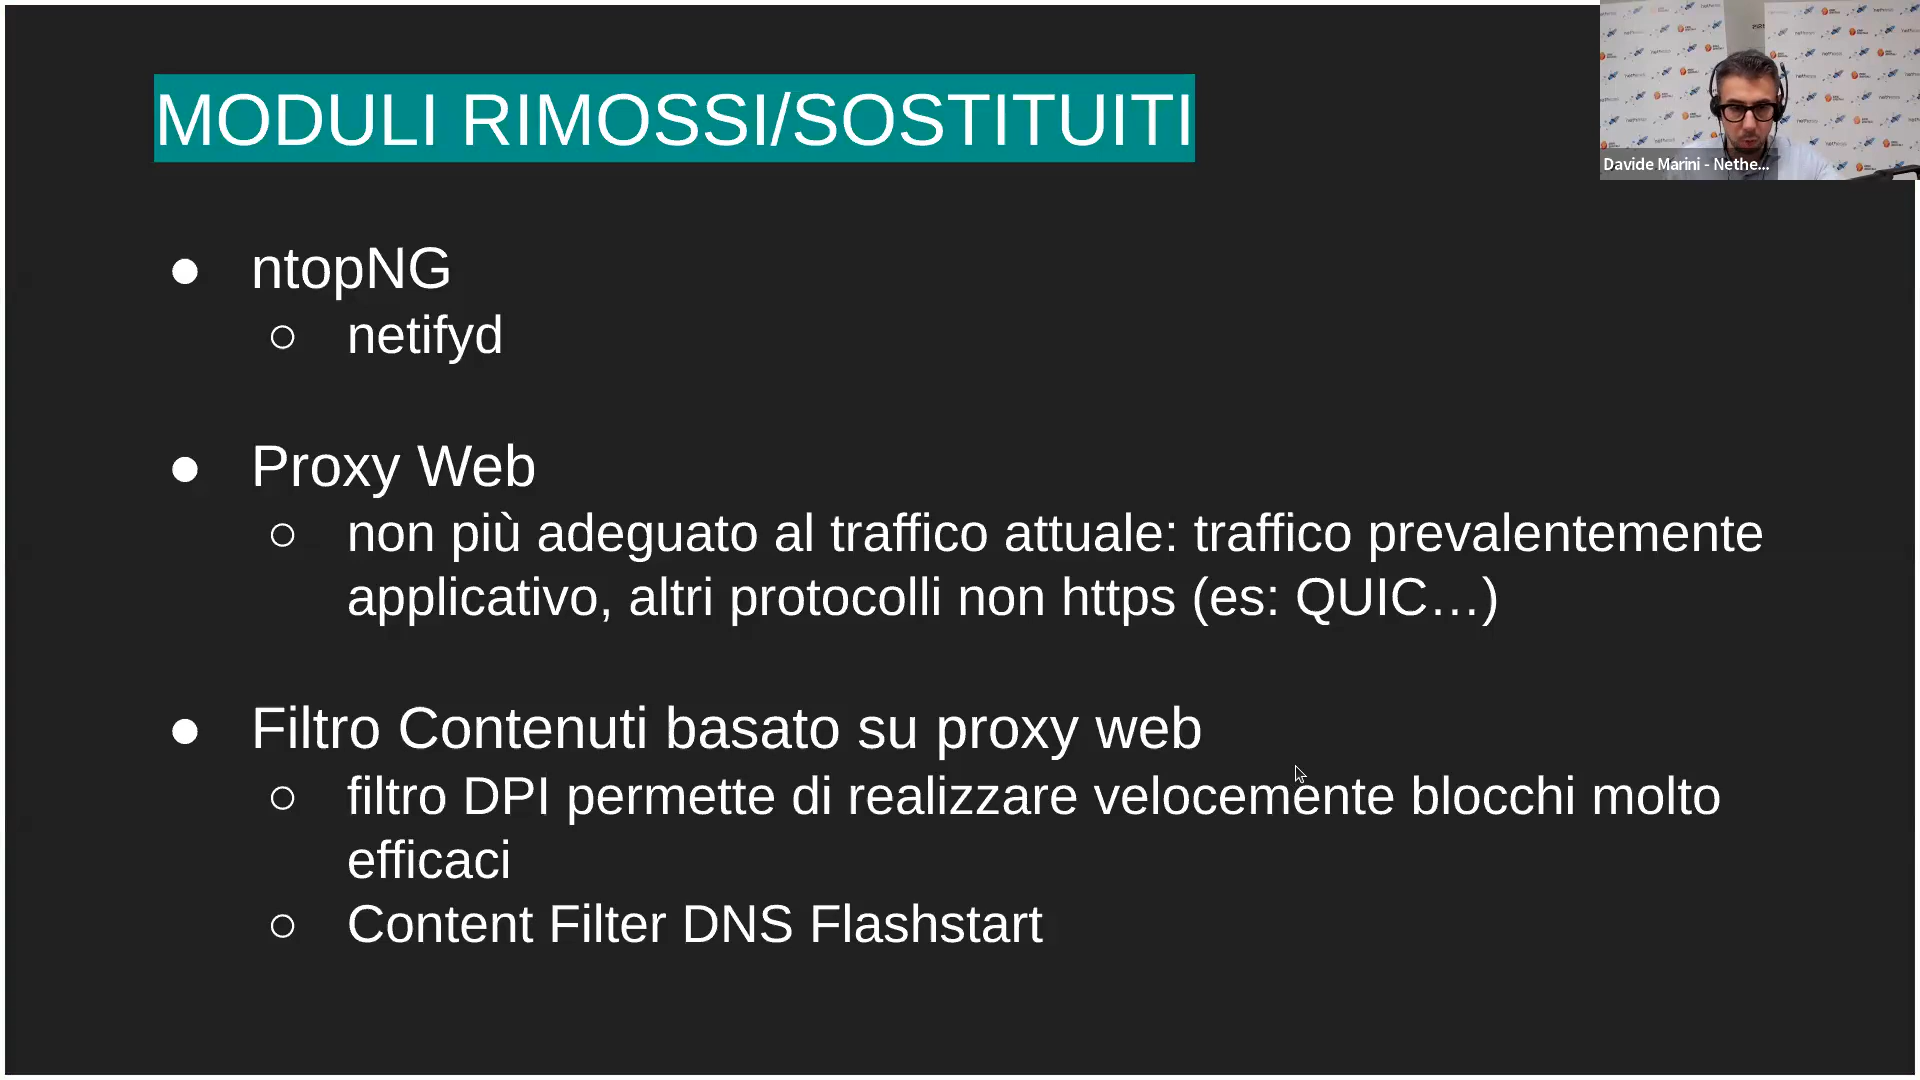 MODULI RIMOSSI/SOSTITUITI
Davide Marini - Nethe...
● ntopNG
○ netifyd
● Proxy Web
○ non più adeguato al traffico attuale: traffico prevalentemente
applicativo, altri protocolli non https (es: QUIC…)
● Filtro Contenuti basato su proxy web
○ filtro DPI permette di realizzare velocemente blocchi molto
efficaci
○ Content Filter DNS Flashstart